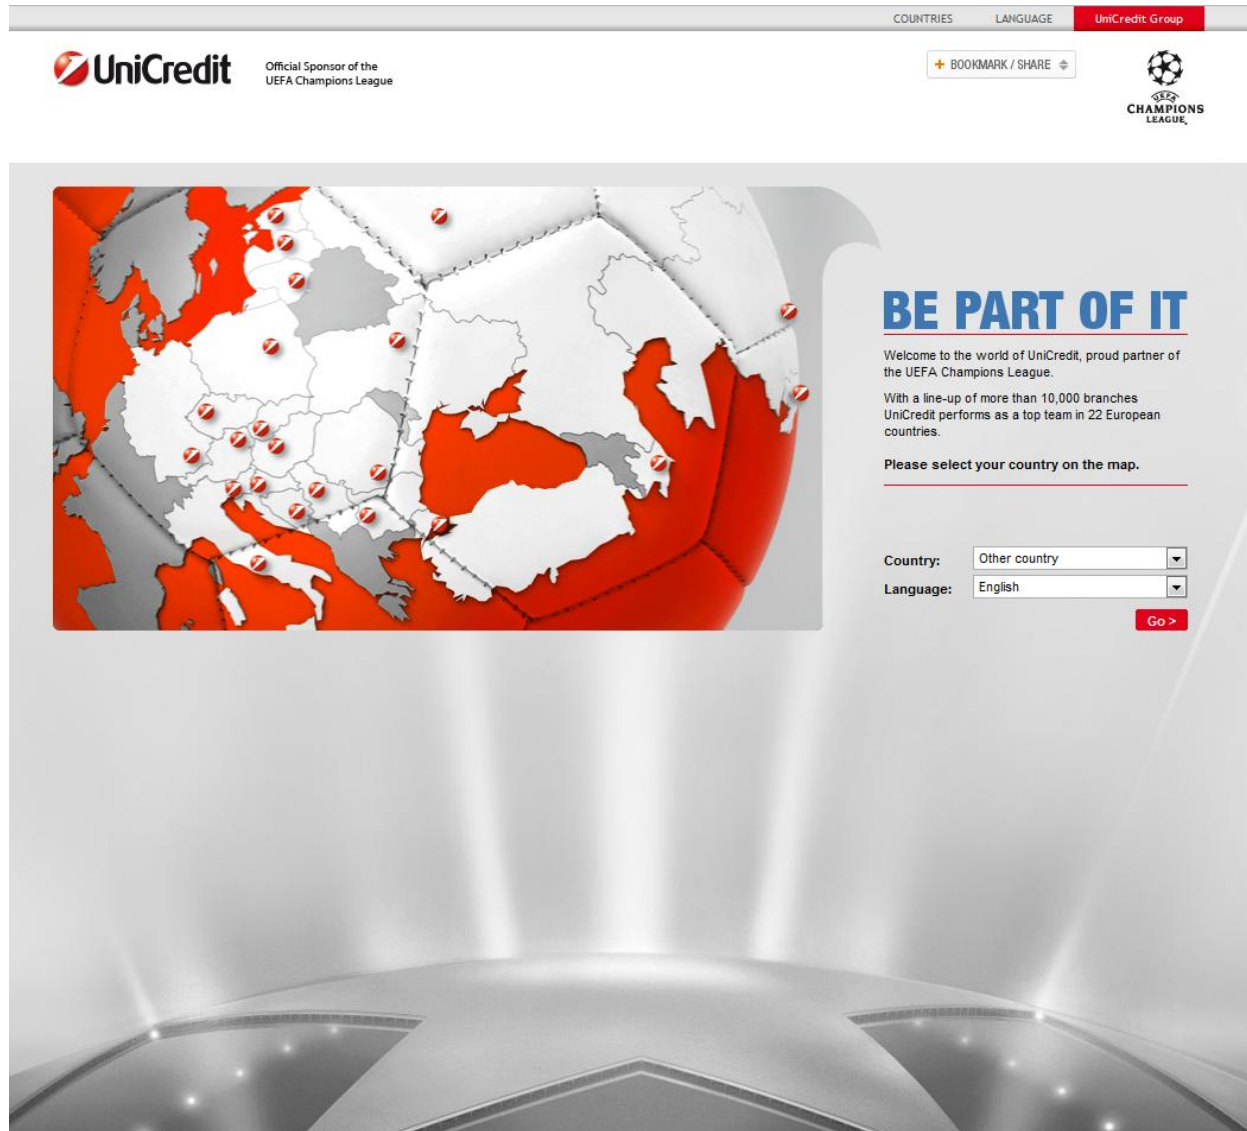 COUNTRIES LANGUAGE UniCredit Group
UniCredit
Official Sponsor of the
UEFA Champions League
+ BOOKMARK / SHARE
UEFA
CHAMPIONS
LEAGUE
BE PART OF IT
Welcome to the world of UniCredit, proud partner of
the UEFA Champions League.
With a line-up of more than 10,000 branches
UniCredit performs as a top team in 22 European
countries.
Please select your country on the map.
Country: Other country
Language: English
Go >